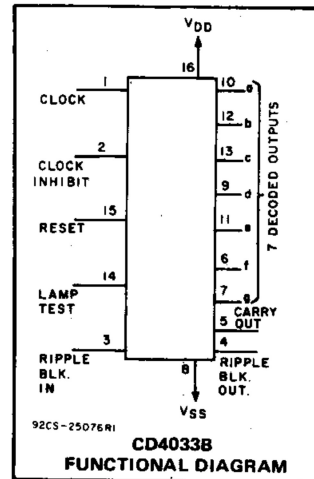 VDD
16
1
CLOCK
10 a
12 b
2
CLOCK
INHIBIT
13 c
9 d
15
RESET
11 e
14
LAMP
TEST
6 f
7 g
7 DECODED OUTPUTS
CARRY
OUT
5
3
RIPPLE
BLK.
IN
4
RIPPLE
BLK.
OUT.
8
VSS
92CS-25076R1
CD4033B
FUNCTIONAL DIAGRAM